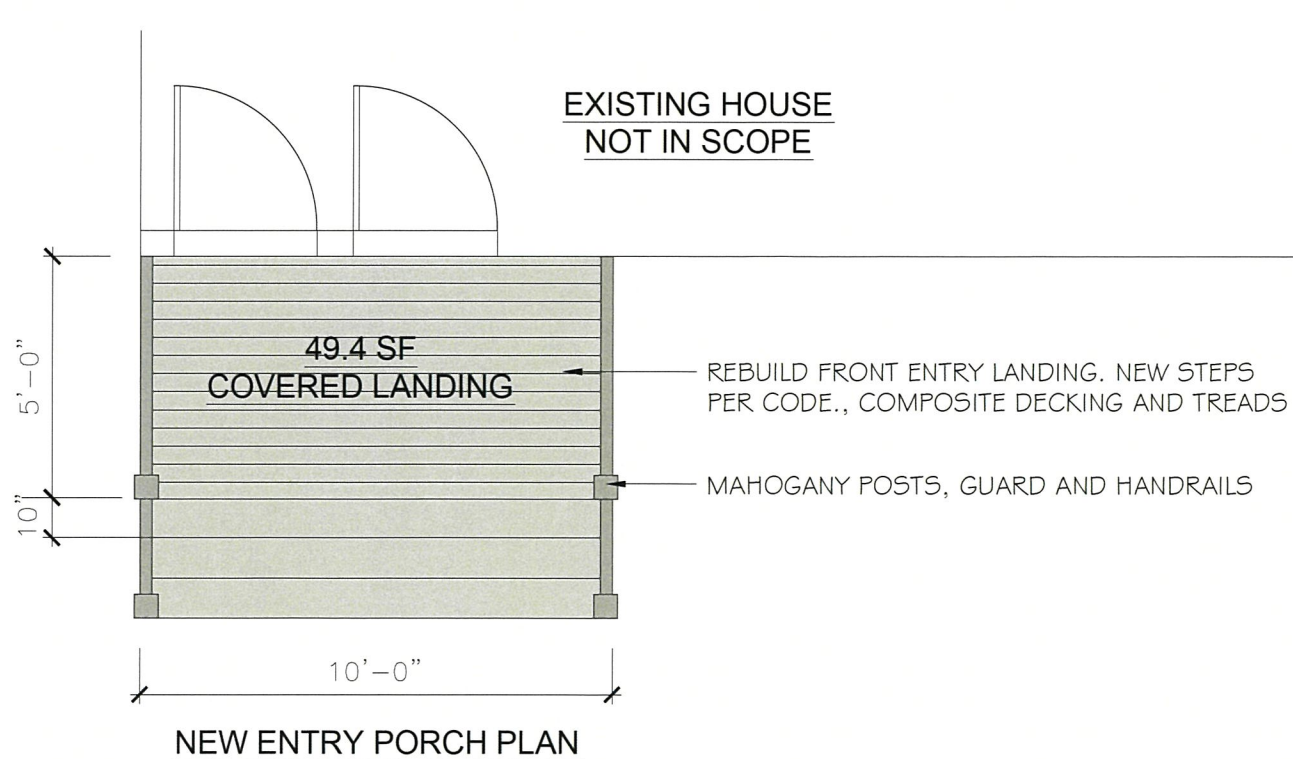 EXISTING HOUSE
NOT IN SCOPE
49.4 SF
COVERED LANDING
5'-0"
REBUILD FRONT ENTRY LANDING. NEW STEPS
PER CODE., COMPOSITE DECKING AND TREADS
MAHOGANY POSTS, GUARD AND HANDRAILS
10"
10'-0"
NEW ENTRY PORCH PLAN